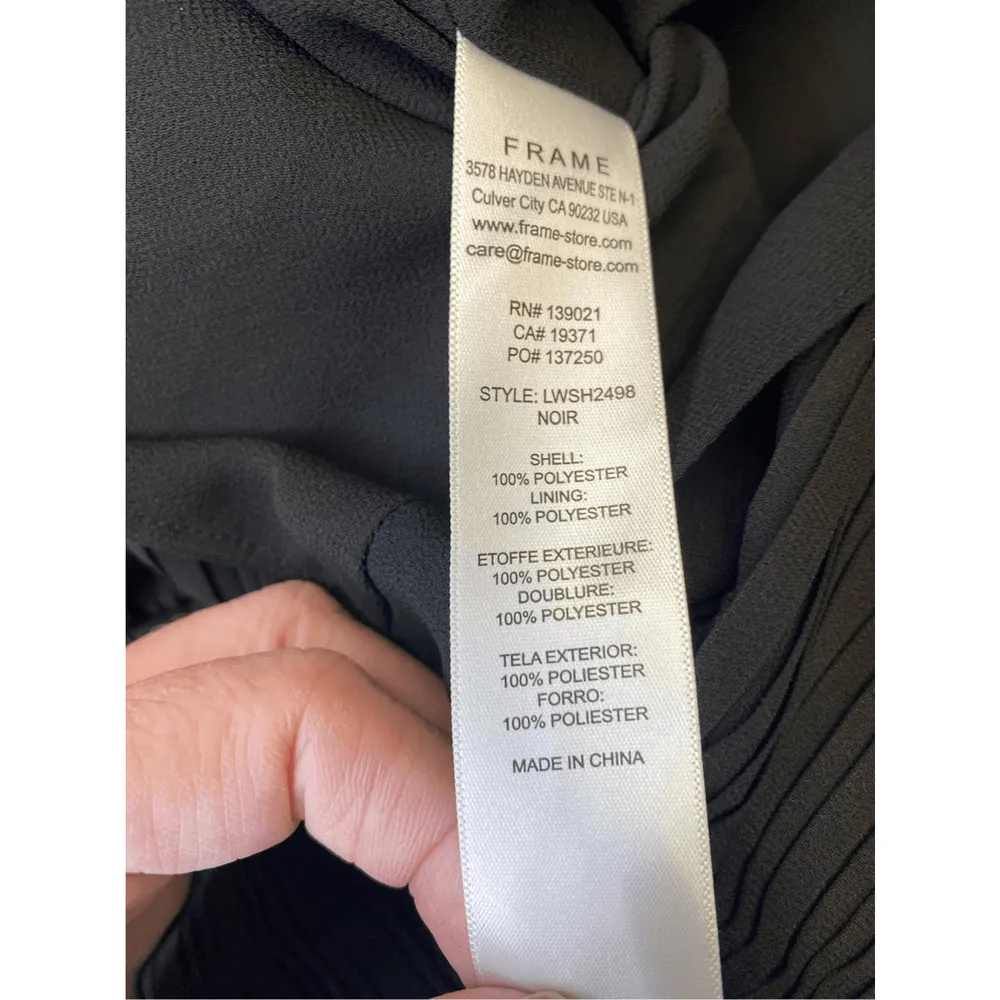 FRAME
3578 HAYDEN AVENUE STE N-1
Culver City CA 90232 USA
www.frame-store.com
care@frame-store.com
RN# 139021
CA# 19371
PO# 137250
STYLE: LWSH2498
NOIR
SHELL:
100% POLYESTER
LINING:
100% POLYESTER
ETOFFE EXTERIEURE:
100% POLYESTER
DOUBLURE:
100% POLYESTER
TELA EXTERIOR:
100% POLIESTER
FORRO:
100% POLIESTER
MADE IN CHINA